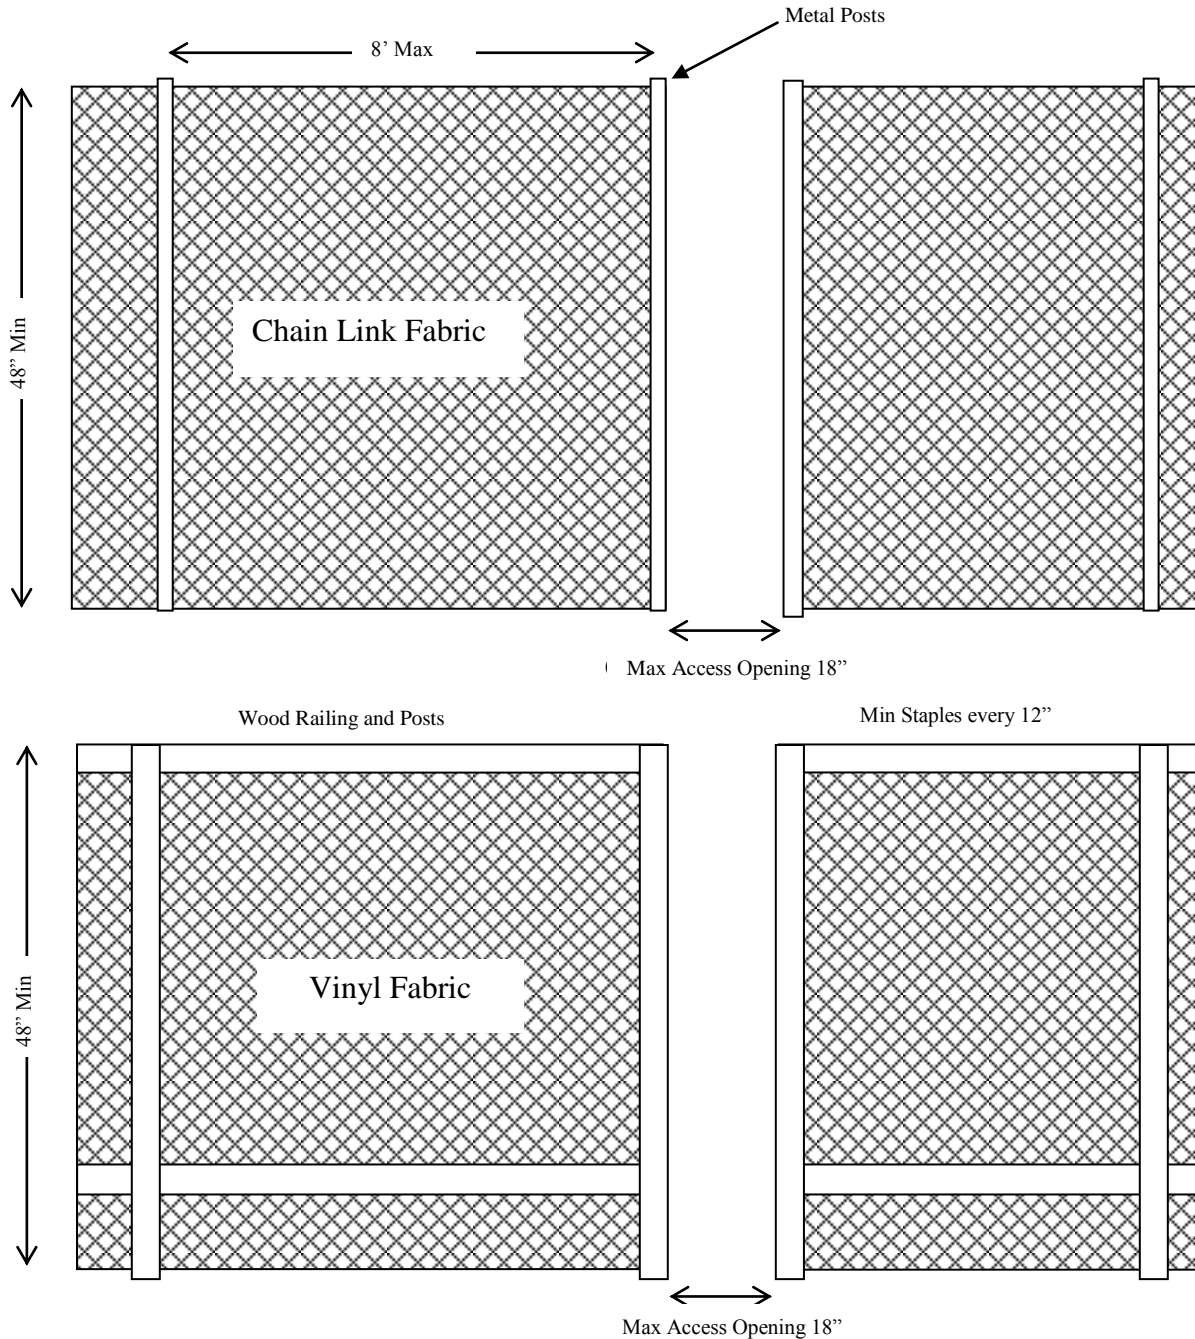 Metal Posts
8’ Max
48” Min
Chain Link Fabric
Max Access Opening 18”
Wood Railing and Posts
Min Staples every 12”
48” Min
Vinyl Fabric
Max Access Opening 18”